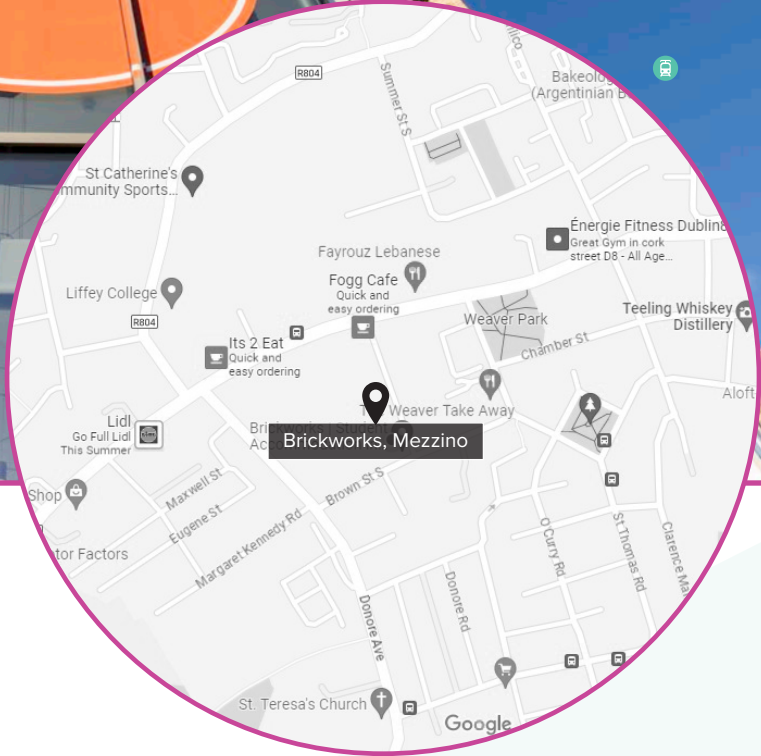 R804
Summer St S
Bakeolo
(Argentinian B
St Catherine's
mmunity Sports...
Énergie Fitness Dublin8
Great Gym in cork
street D8 - All Age...
Fayrouz Lebanese
Fogg Cafe
Quick and
easy ordering
Liffey College
R804
Weaver Park
Teeling Whiskey
Distillery
Its 2 Eat
Quick and
easy ordering
Chamber St
Aloft
Weaver Take Away
Lidl
Go Full Lidl
This Summer
Brickworks | Student
Brickworks, Mezzino
Shop
Maxwell St
Brown St S
Eugene St
tor Factors
Margaret Kennedy Rd
O'Curry Rd
St Thomas Rd
Clarence Ma
Donore Ave
Donore Rd
St. Teresa's Church
Google